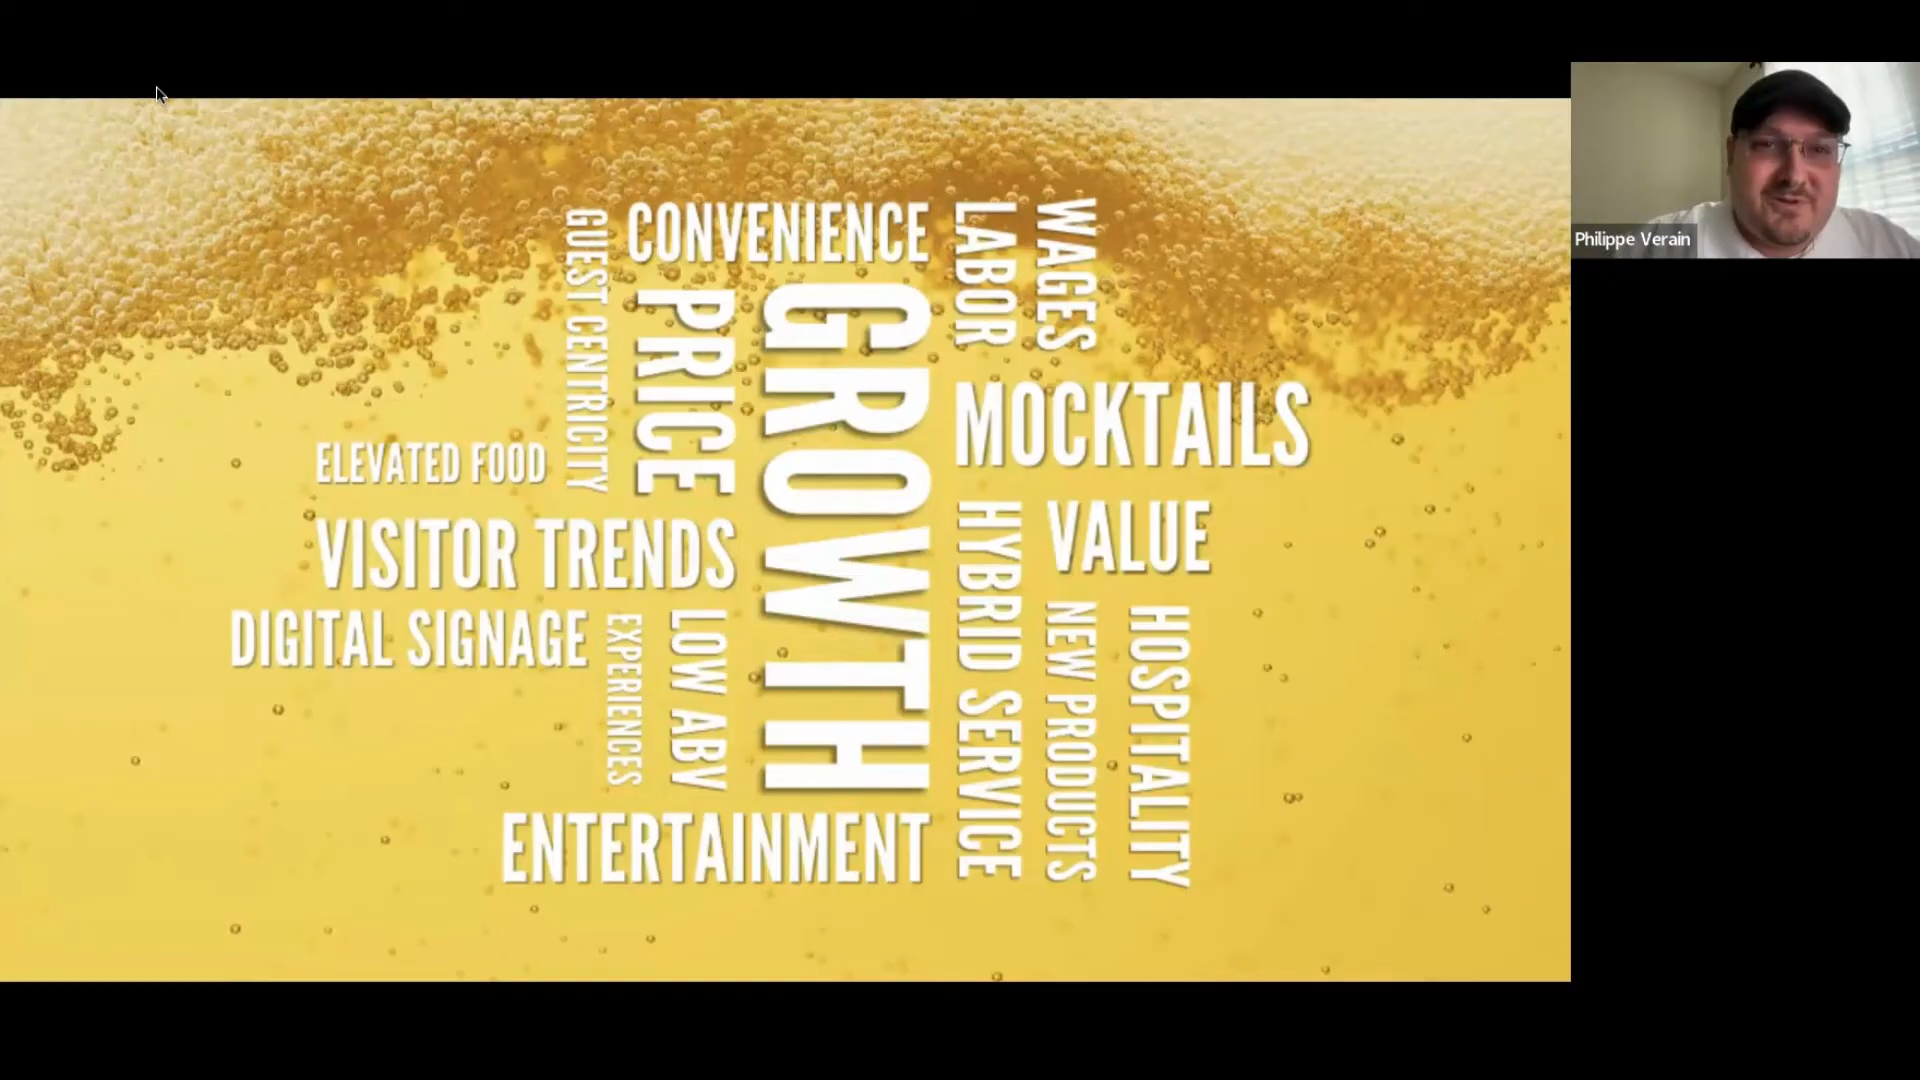 GUEST CENTRICITY
CONVENIENCE
LABOR
WAGES
PRICE
GROWTH
MOCKTAILS
ELEVATED FOOD
VISITOR TRENDS
HYBRID SERVICE
VALUE
DIGITAL SIGNAGE
EXPERIENCES
LOW ABV
NEW PRODUCTS
HOSPITALITY
ENTERTAINMENT
Philippe Verain